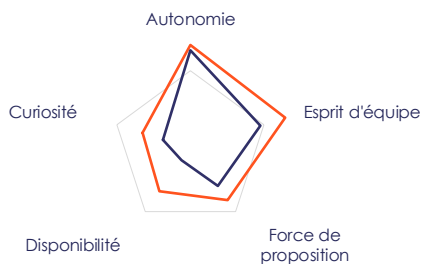 Autonomie
Curiosité
Esprit d'équipe
Disponibilité
Force de
proposition